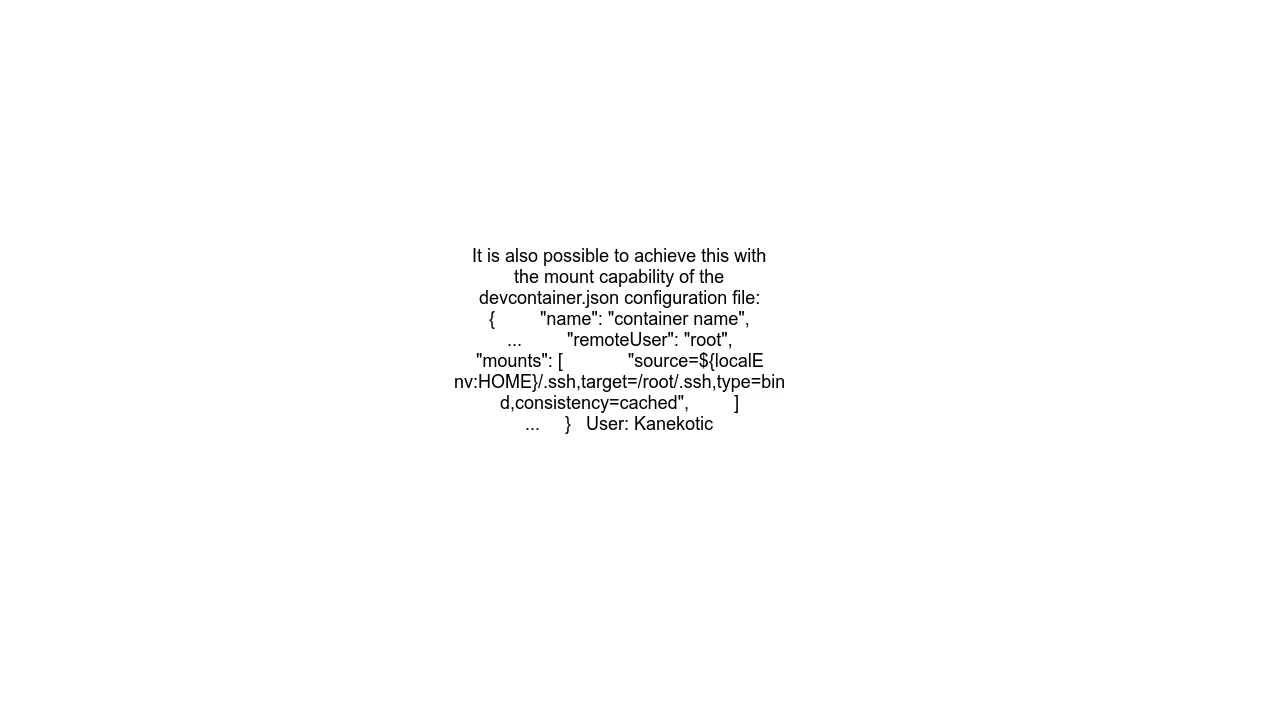 It is also possible to achieve this with
the mount capability of the
devcontainer.json configuration file:
{         "name": "container name",
...         "remoteUser": "root",
"mounts": [             "source=${localE
nv:HOME}/.ssh,target=/root/.ssh,type=bin
d,consistency=cached",         ]
...     }   User: Kanekotic